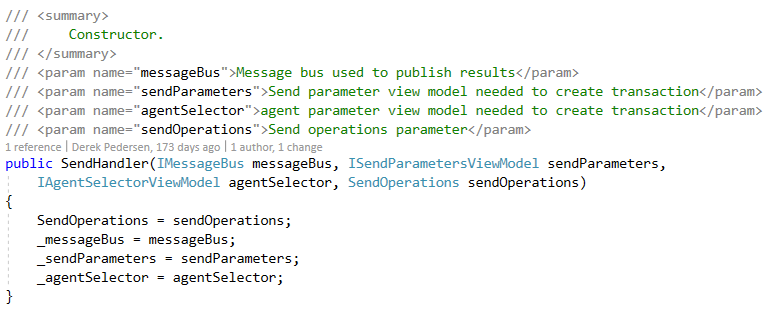 /// <summary>
///     Constructor.
/// </summary>
/// <param name="messageBus">Message bus used to publish results</param>
/// <param name="sendParameters">Send parameter view model needed to create transaction</param>
/// <param name="agentSelector">agent parameter view model needed to create transaction</param>
/// <param name="sendOperations">Send operations parameter</param>
1 reference | Derek Pedersen, 173 days ago | 1 author, 1 change
public SendHandler(IMessageBus messageBus, ISendParametersViewModel sendParameters,
    IAgentSelectorViewModel agentSelector, SendOperations sendOperations)
{
    SendOperations = sendOperations;
    _messageBus = messageBus;
    _sendParameters = sendParameters;
    _agentSelector = agentSelector;
}